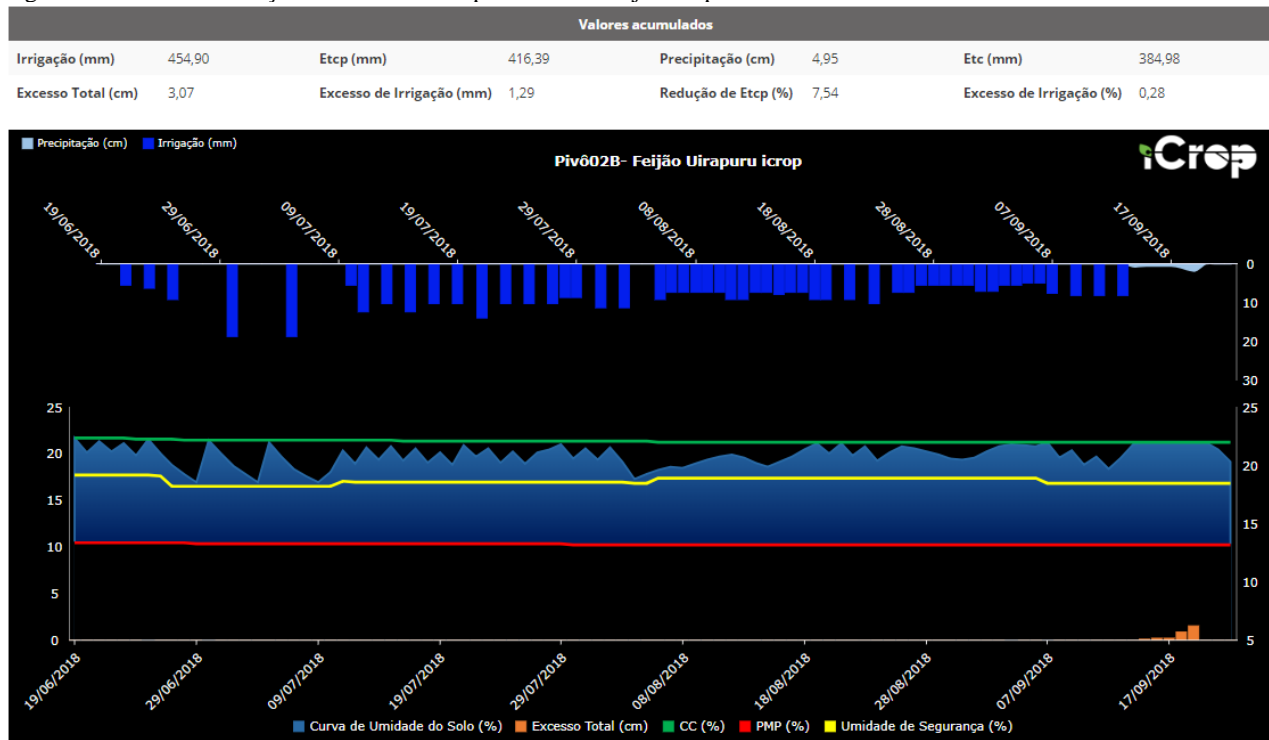 Valores acumulados
Irrigação (mm) 454,90 Etcp (mm) 416,39 Precipitação (cm) 4,95 Etc (mm) 384,98
Excesso Total (cm) 3,07 Excesso de Irrigação (mm) 1,29 Redução de Etcp (%) 7,54 Excesso de Irrigação (%) 0,28
Precipitação (cm) Irrigação (mm)
Pivô02B- Feijão Uirapuru icrop
iCrop
19/06/2018 29/06/2018 09/07/2018 19/07/2018 29/07/2018 08/08/2018 18/08/2018 28/08/2018 07/09/2018 17/09/2018
0
10
20
30
25 25
20 20
15 15
10 10
5
0 5
19/06/2018 29/06/2018 09/07/2018 19/07/2018 29/07/2018 08/08/2018 18/08/2018 28/08/2018 07/09/2018 17/09/2018
Curva de Umidade do Solo (%) Excesso Total (cm) CC (%) PMP (%) Umidade de Segurança (%)